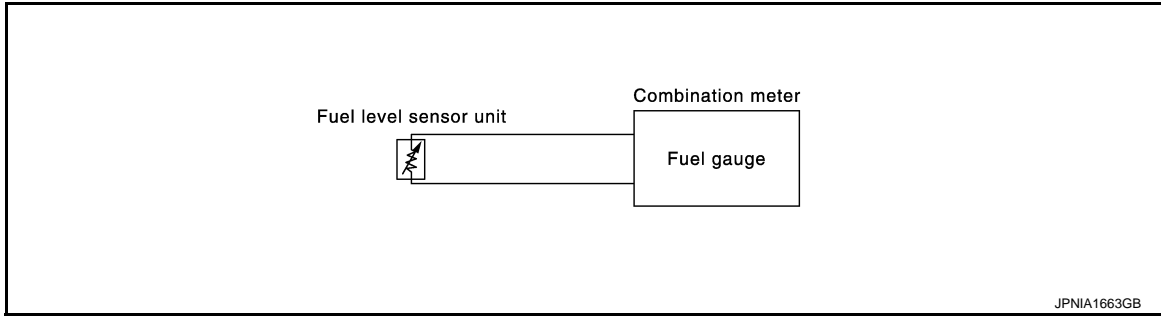 Combination meter
Fuel level sensor unit
Fuel gauge
JPNIA1663GB